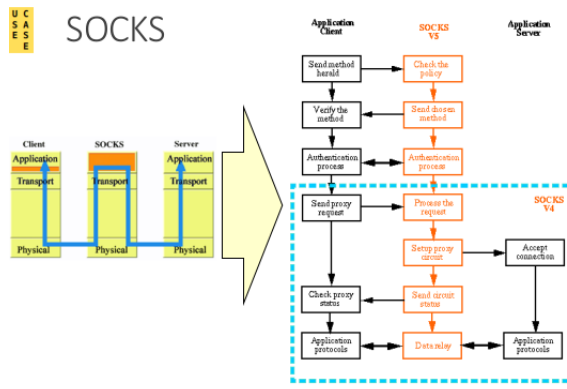 USE
CASE
SOCKS
Client
SOCKS
Server
Application
Application
Transport
Transport
Transport
Physical
Physical
Physical
Application
Client
SOCKS
V5
Application
Server
Send method
herald
Check the
policy
Verify the
method
Send chosen
method
Authentication
process
Authentication
process
Send proxy
request
Process the
request
SOCKS
V4
Setup proxy
circuit
Accept
connection
Check proxy
status
Send circuit
status
Application
protocols
Data relay
Application
protocols